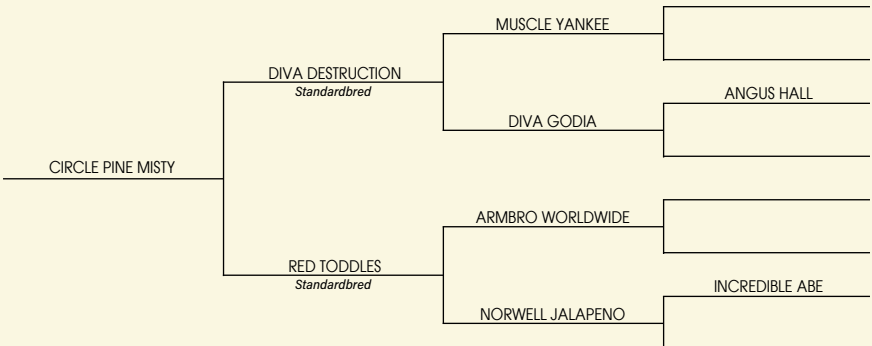 MUSCLE YANKEE
DIVA DESTRUCTION
Standardbred
ANGUS HALL
DIVA GODIA
CIRCLE PINE MISTY
ARMBRO WORLDWIDE
RED TODDLES
Standardbred
INCREDIBLE ABE
NORWELL JALAPENO